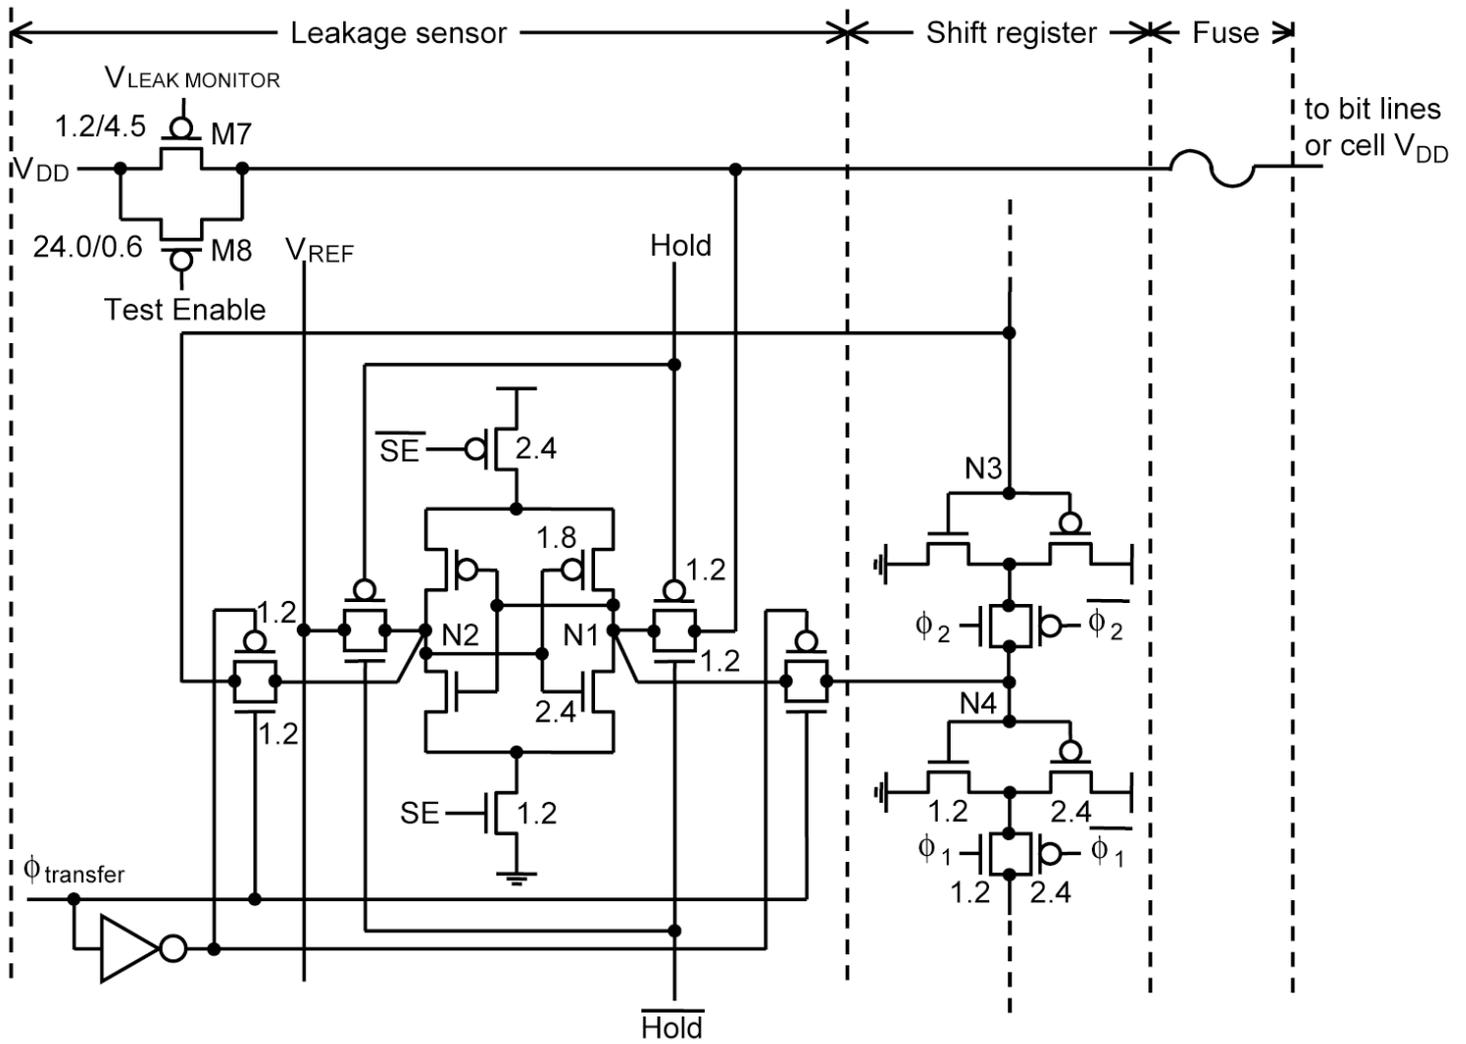 Leakage sensor
Shift register
Fuse
VLEAK MONITOR
1.2/4.5
M7
VDD
to bit lines
or cell VDD
24.0/0.6
M8
Test Enable
VREF
Hold
SE
2.4
N3
1.8
1.2
1.2
N2
N1
1.2
ϕ2
ϕ2
1.2
2.4
N4
SE
1.2
1.2
2.4
ϕ1
ϕ1
1.2
2.4
ϕtransfer
Hold